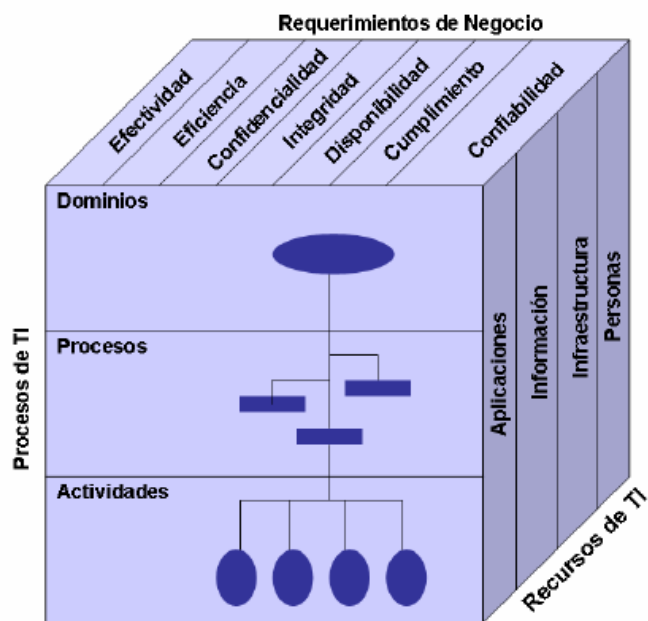 Requerimientos de Negocio
Efectividad
Eficiencia
Confidencialidad
Integridad
Disponibilidad
Cumplimiento
Confiabilidad
Dominios
Procesos
Actividades
Procesos de TI
Aplicaciones
Información
Infraestructura
Personas
Recursos de TI